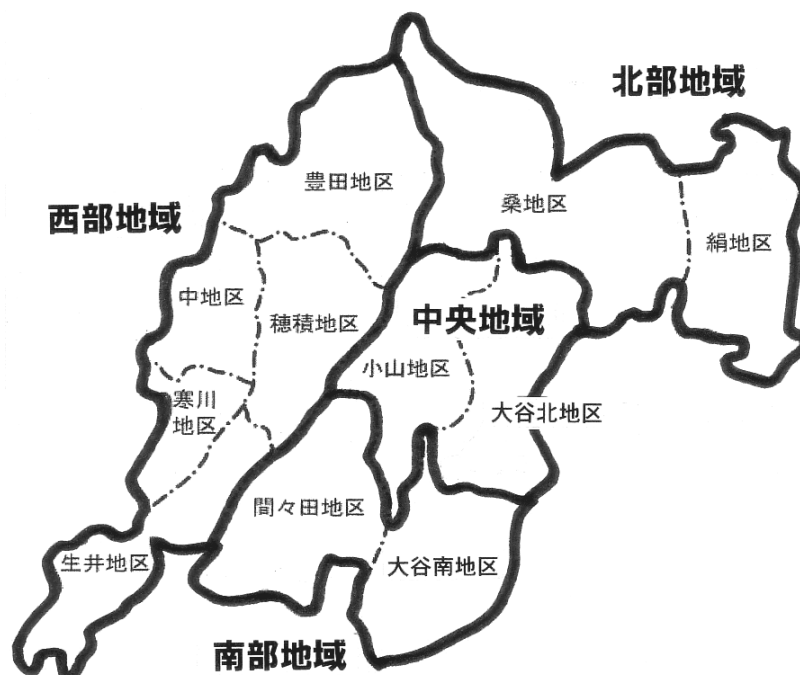 北部地域
豊田地区
桑地区
西部地域
絹地区
中地区
穂積地区
中央地域
小山地区
寒川
地区
大谷北地区
間々田地区
生井地区
大谷南地区
南部地域